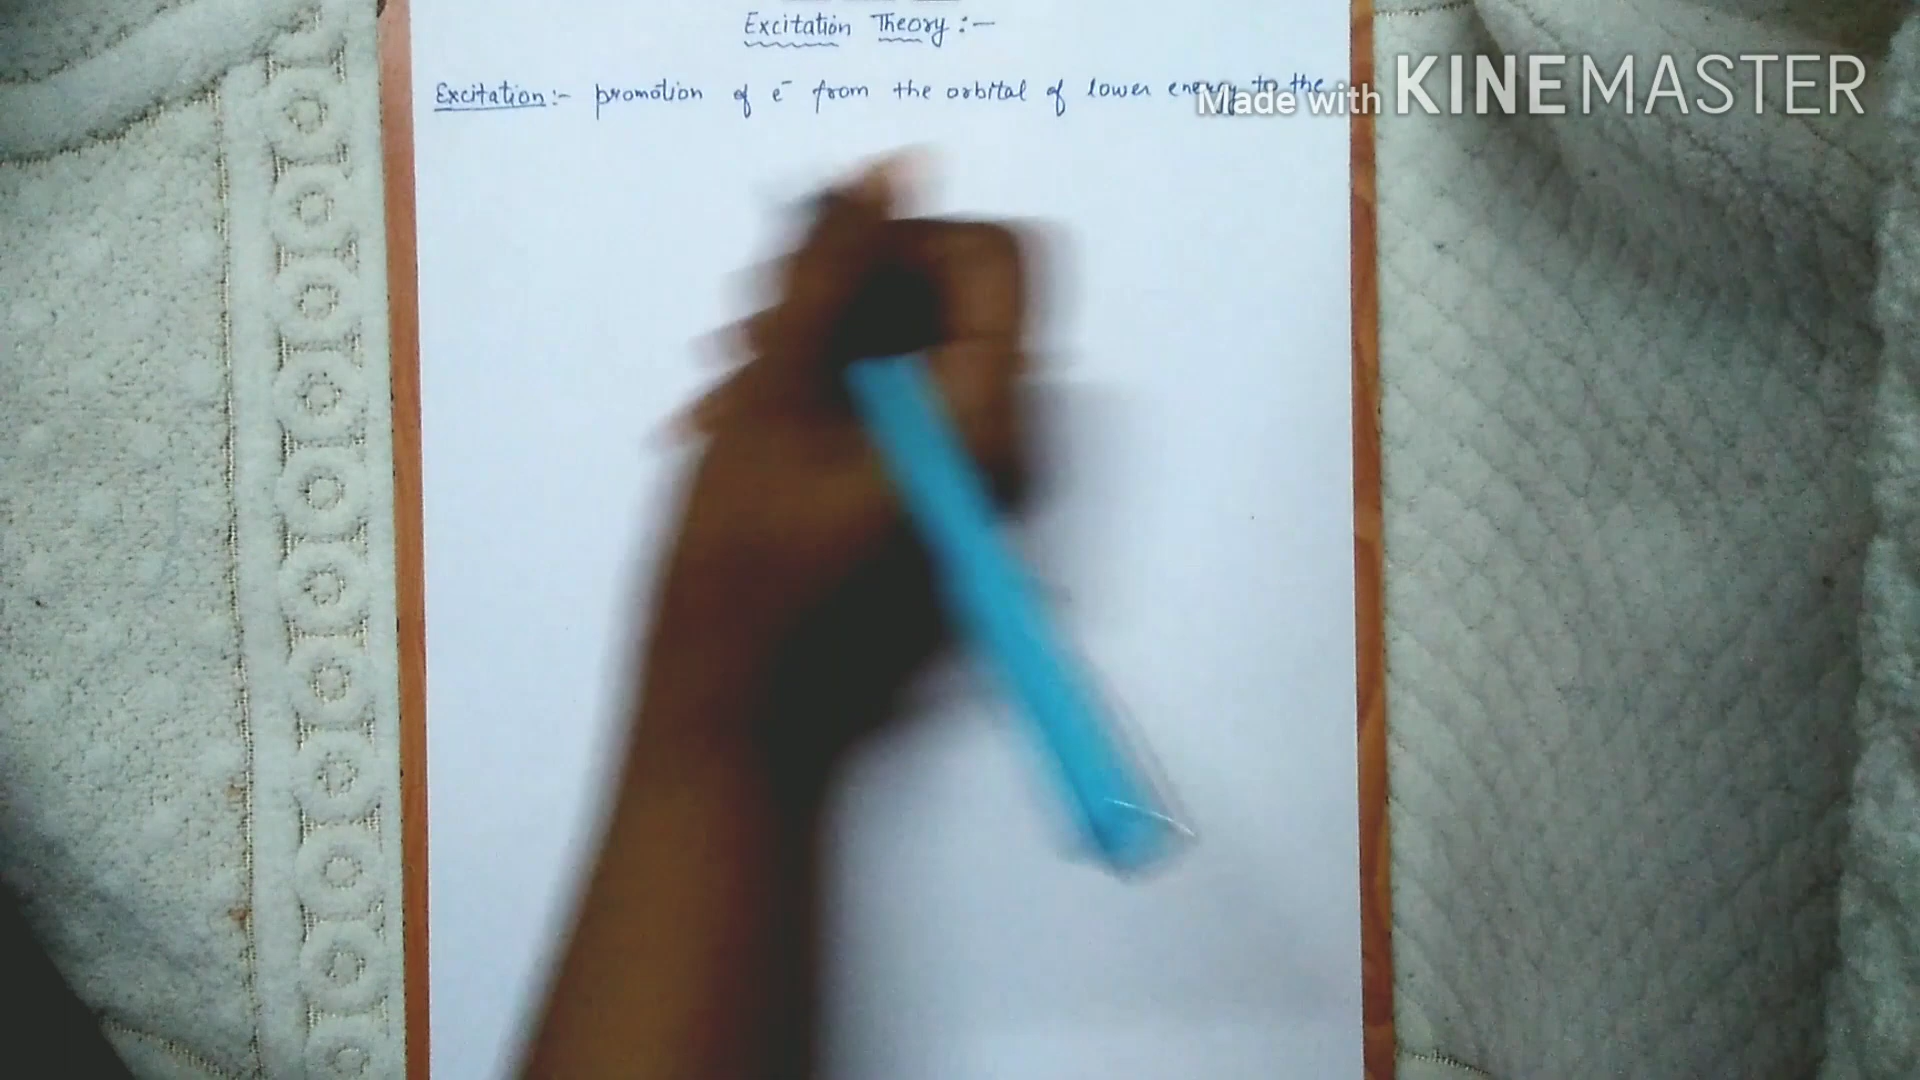 Excitation Theory :-
Excitation :- promotion of e⁻ from the orbital of lower energy to the
Made with KINEMASTER